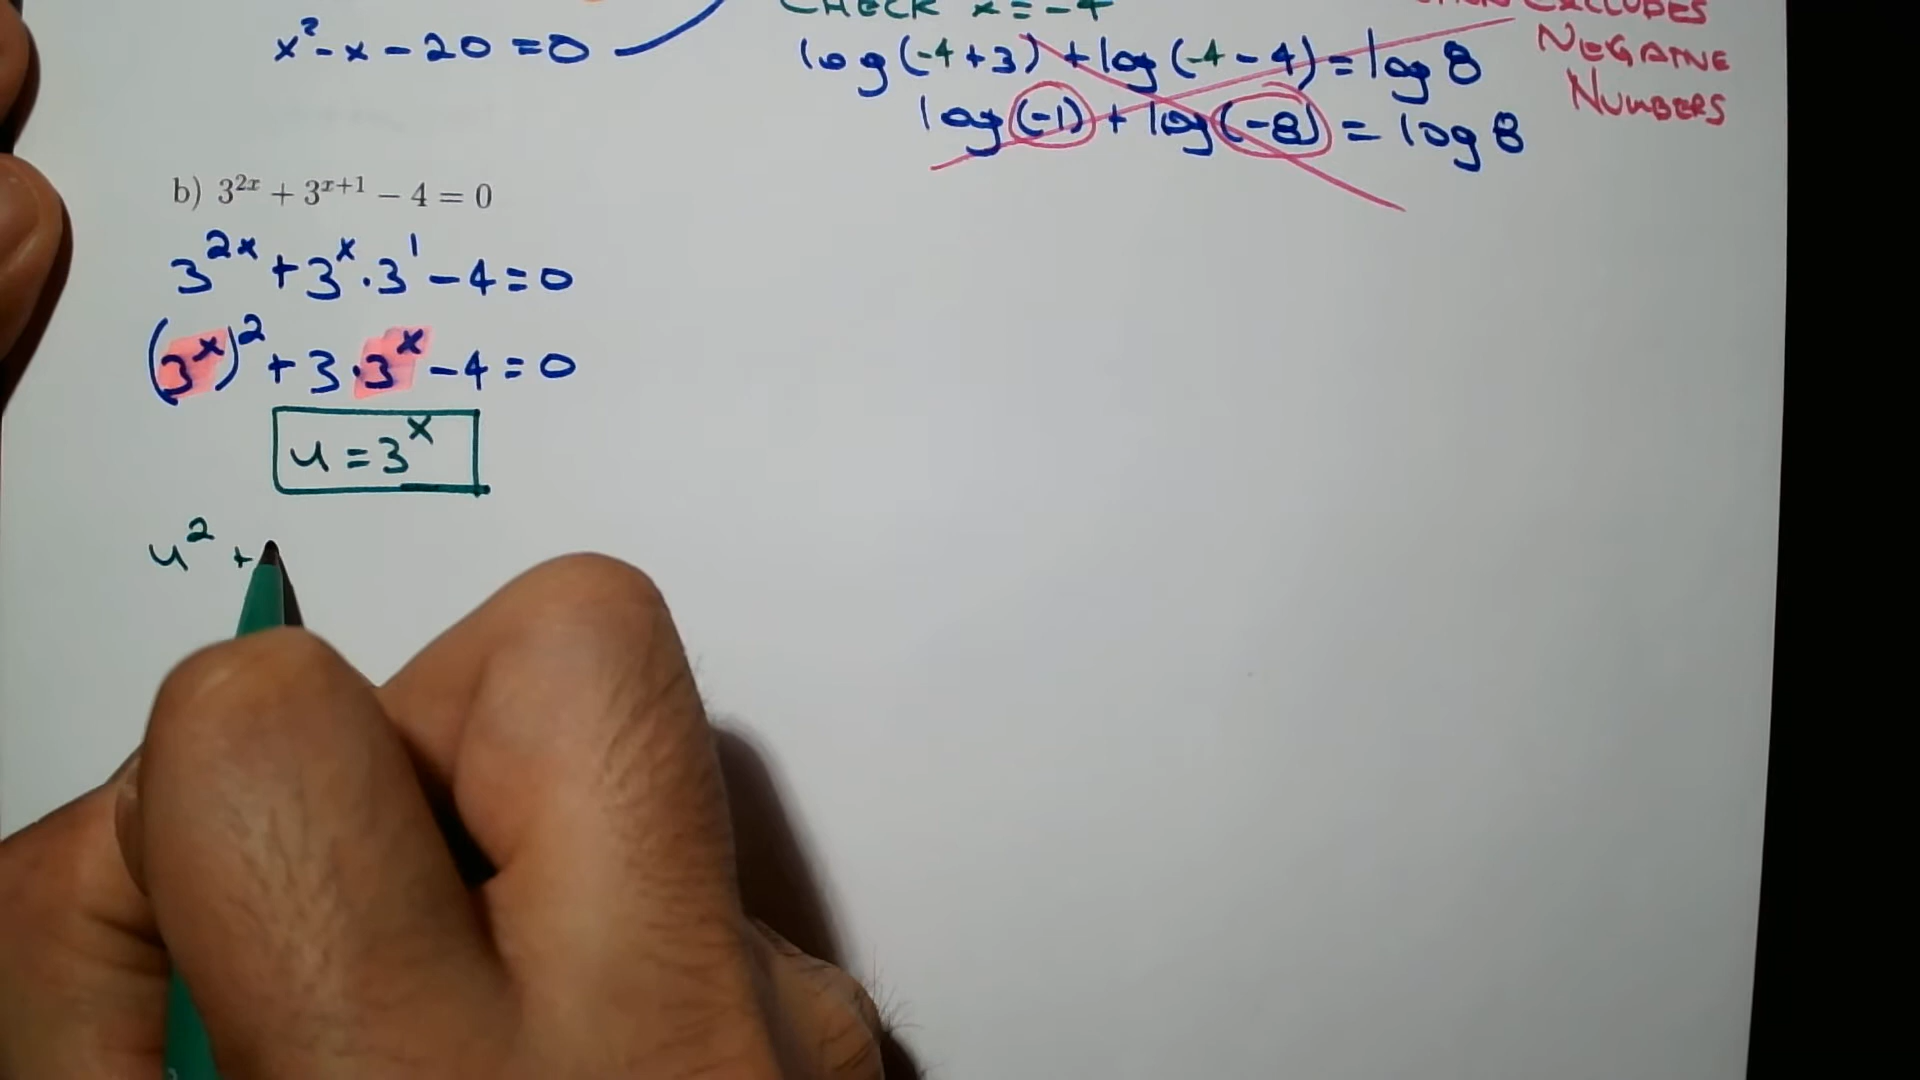 x² - x - 20 = 0
CHECK x = -4
EXCLUDES
NEGATIVE
NUMBERS
log(-4+3) + log(-4-4) = log 8
log(-1) + log(-8) = log 8
b) 3^{2x} + 3^{x+1} − 4 = 0
3^{2x} + 3^x · 3^1 - 4 = 0
(3^x)^2 + 3 · 3^x - 4 = 0
u = 3^x
u² +